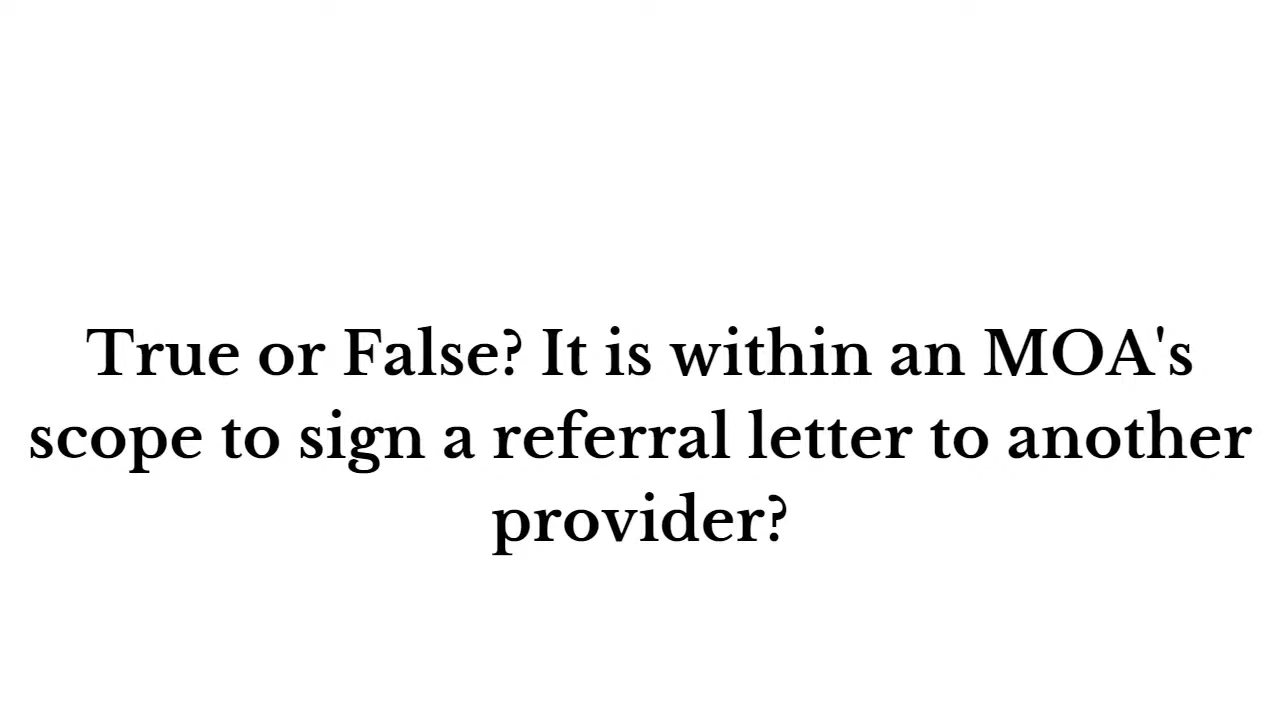 True or False? It is within an MOA's
scope to sign a referral letter to another
provider?